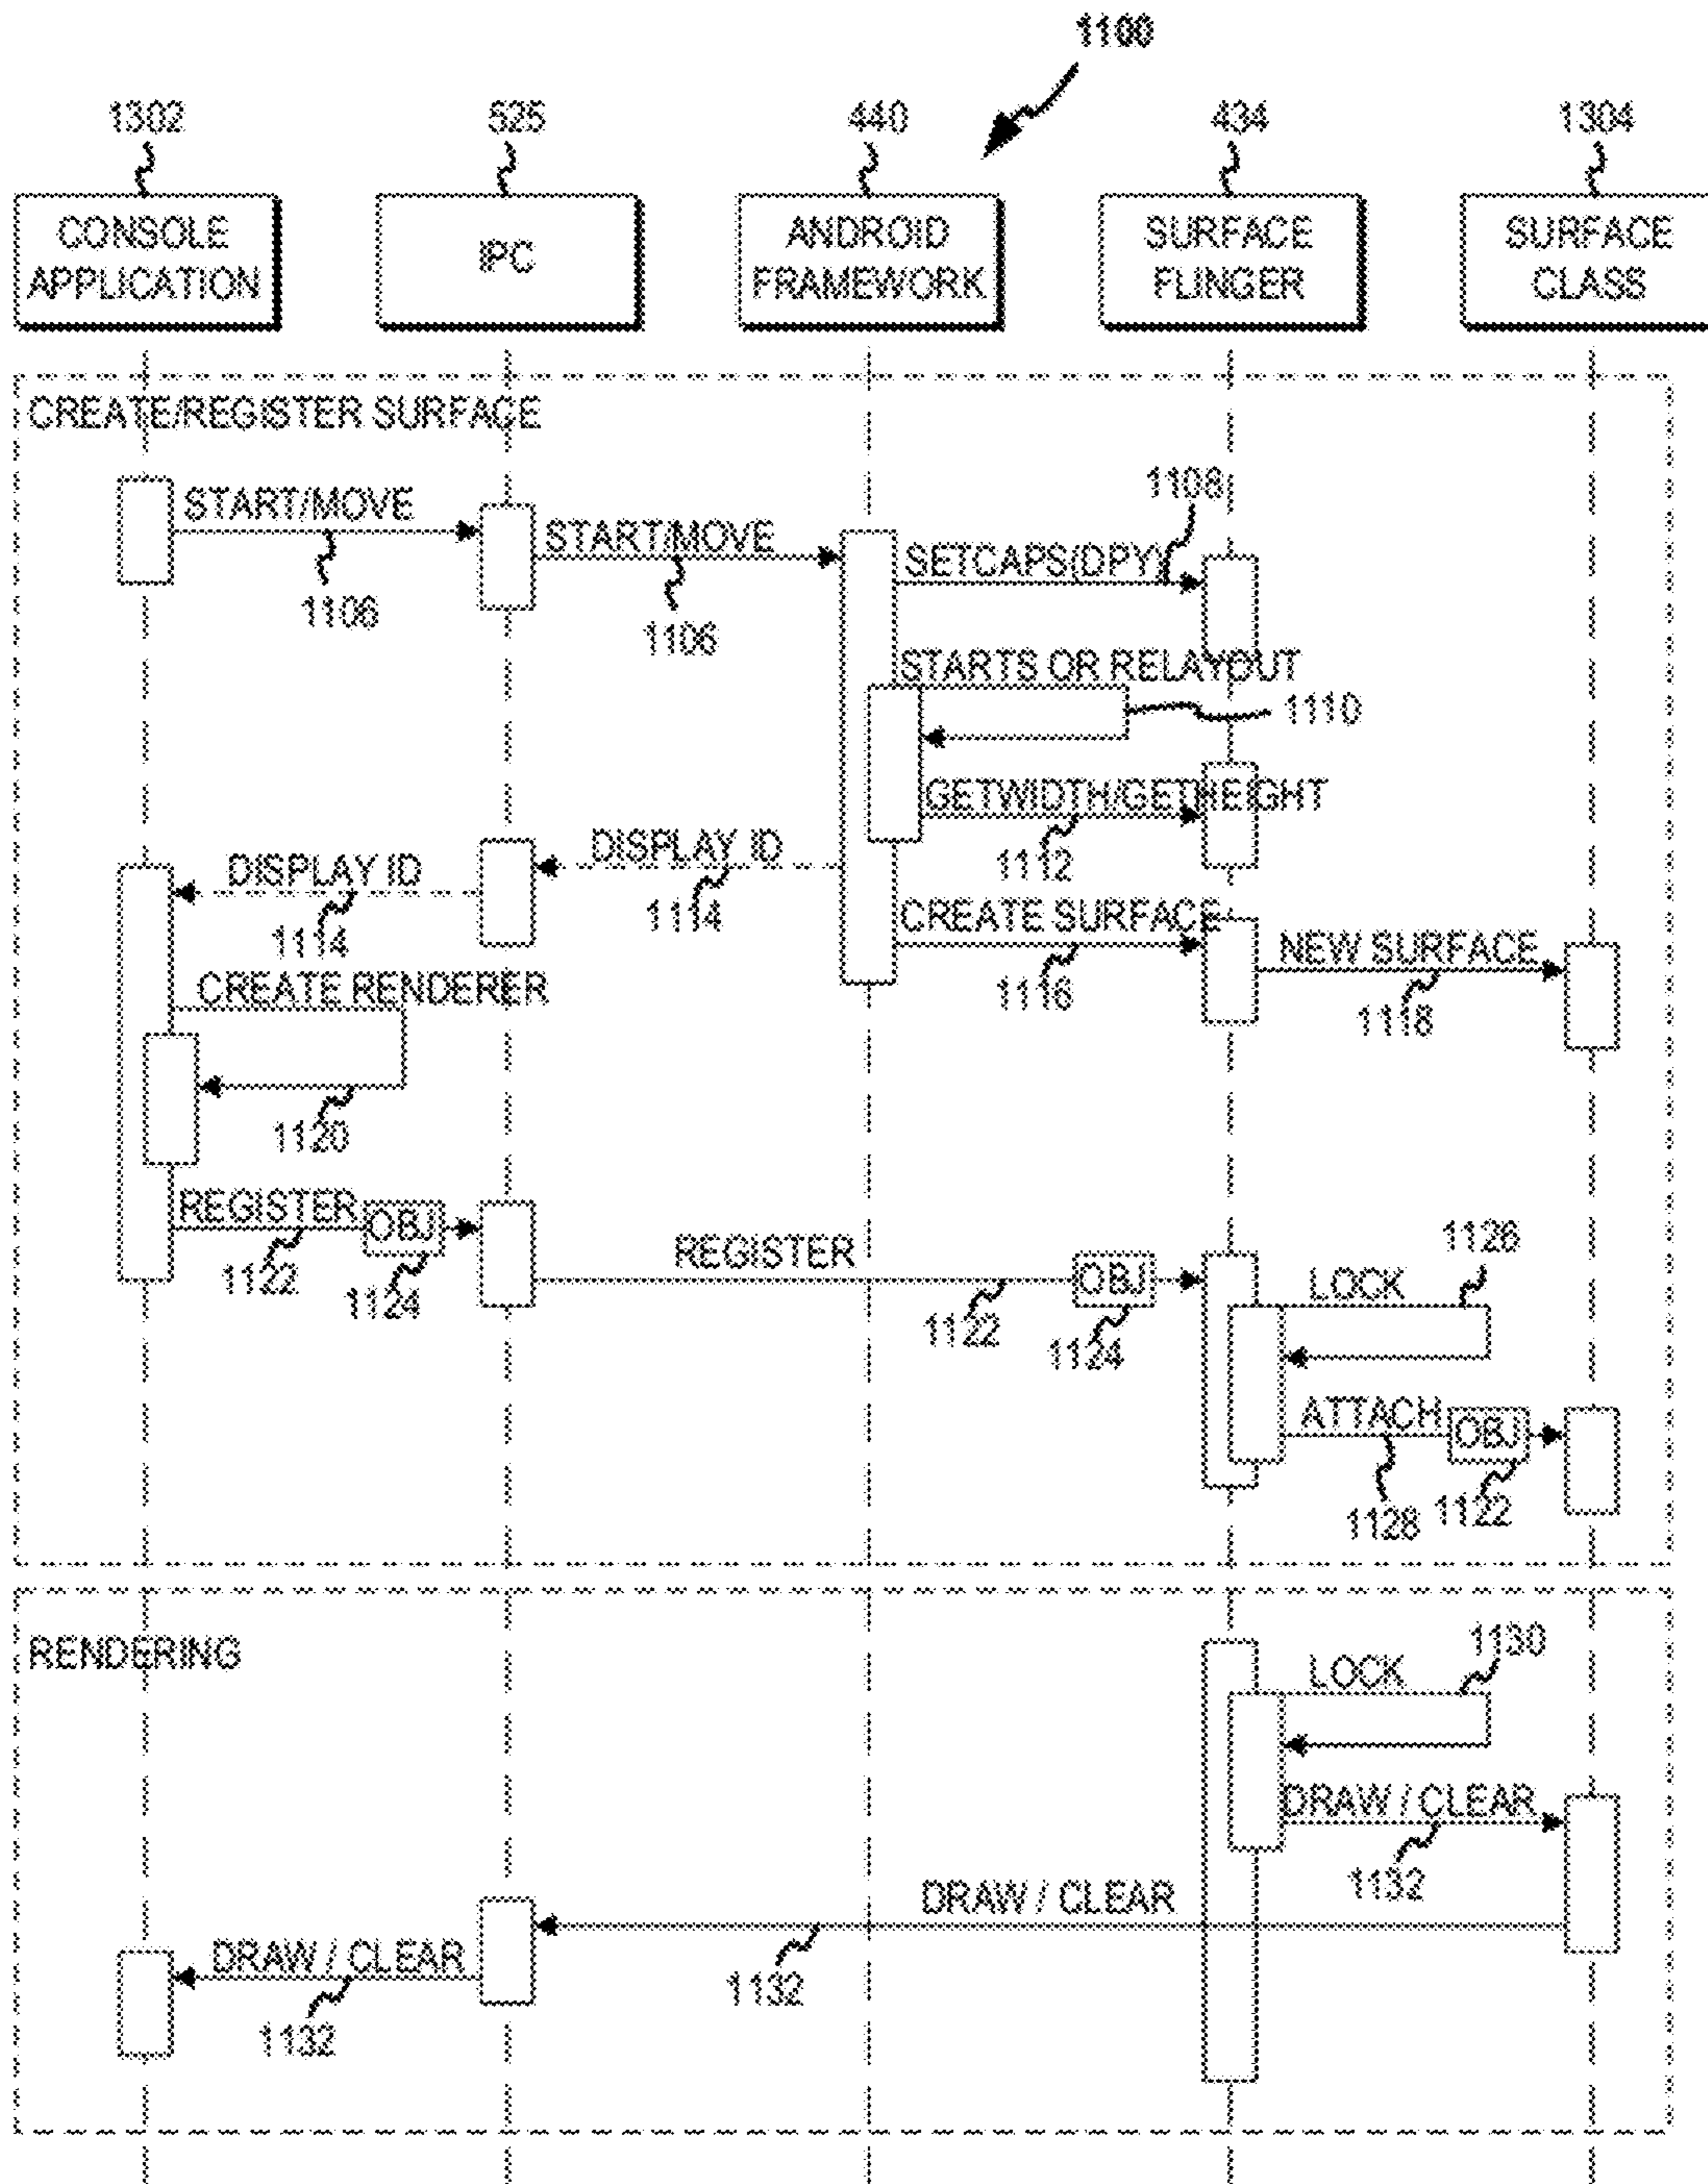 1100
1302
525
440
434
1304
CONSOLE
APPLICATION
IPC
ANDROID
FRAMEWORK
SURFACE
FLINGER
SURFACE
CLASS
CREATE/REGISTER SURFACE
START/MOVE
1106
START/MOVE
1106
1108
SETCAPS(DPY)
STARTS OR RELAYOUT
1110
GETWIDTH/GETHEIGHT
1112
DISPLAY ID
1114
DISPLAY ID
1114
CREATE SURFACE
1116
NEW SURFACE
1118
CREATE RENDERER
1120
REGISTER
OBJ
1122
1124
REGISTER
OBJ
1122
1124
1126
LOCK
ATTACH
OBJ
1128
1122
RENDERING
1130
LOCK
DRAW / CLEAR
1132
DRAW / CLEAR
1132
DRAW / CLEAR
1132